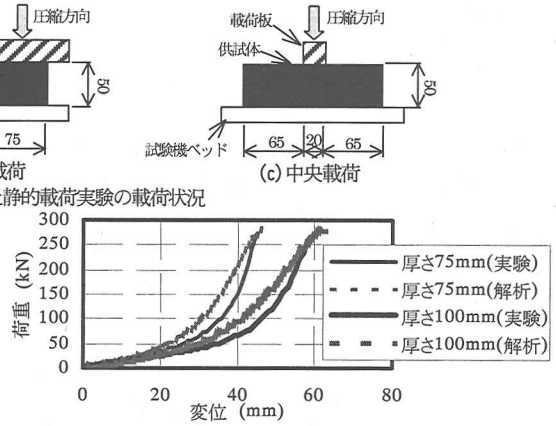 圧縮方向
50
75
載荷
載荷板
圧縮方向
供試体
50
試験機ベッド
65
20
65
(c)中央載荷
静的載荷実験の載荷状況
荷重 (kN)
300
250
200
150
100
50
0
0
20
40
60
80
変位 (mm)
厚さ75mm(実験)
厚さ75mm(解析)
厚さ100mm(実験)
厚さ100mm(解析)